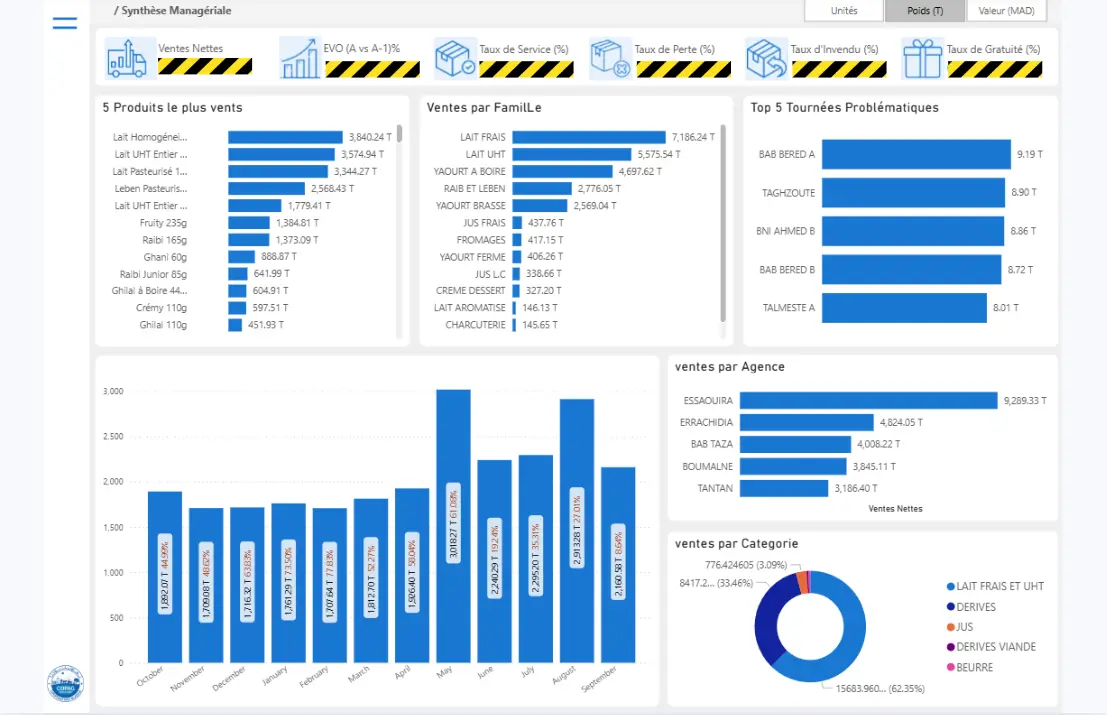 / Synthèse Managériale
Unités
Poids (T)
Valeur (MAD)
Ventes Nettes
EVO (A vs A-1)%
Taux de Service (%)
Taux de Perte (%)
Taux d'Invendu (%)
Taux de Gratuité (%)
5 Produits le plus vents
Lait Homogénei... 3,840.24 T
Lait UHT Entier ... 3,574.94 T
Lait Pasteurisé 1... 3,344.27 T
Leben Pasteuris... 2,568.43 T
Lait UHT Entier ... 1,779.41 T
Fruity 235g 1,384.81 T
Raibi 165g 1,373.09 T
Ghani 60g 888.87 T
Raibi Junior 85g 641.99 T
Ghilal à Boire 44... 604.91 T
Crémy 110g 597.51 T
Ghilal 110g 451.93 T
Ventes par FamilLe
LAIT FRAIS 7,186.24 T
LAIT UHT 5,575.54 T
YAOURT A BOIRE 4,697.62 T
RAIB ET LEBEN 2,776.05 T
YAOURT BRASSE 2,569.04 T
JUS FRAIS 437.76 T
FROMAGES 417.15 T
YAOURT FERME 406.26 T
JUS L.C 338.66 T
CREME DESSERT 327.20 T
LAIT AROMATISE 146.13 T
CHARCUTERIE 145.65 T
Top 5 Tournées Problématiques
BAB BERED A 9.19 T
TAGHZOUTE 8.90 T
BNI AHMED B 8.86 T
BAB BERED B 8.72 T
TALMESTE A 8.01 T
3,000
2,500
2,000
1,500
1,000
500
0
1,892.07 T 44.99%
1,709.08 T 48.62%
1,716.32 T 63.83%
1,761.29 T 73.50%
1,707.64 T 77.83%
1,812.70 T 52.27%
1,926.40 T 58.04%
3,018.27 T 61.08%
2,240.29 T 19.24%
2,295.20 T 35.31%
2,913.28 T 27.01%
2,160.58 T 8.64%
October
November
December
January
February
March
April
May
June
July
August
September
ventes par Agence
ESSAOUIRA 9,289.33 T
ERRACHIDIA 4,824.05 T
BAB TAZA 4,008.22 T
BOUMALNE 3,845.11 T
TANTAN 3,186.40 T
Ventes Nettes
ventes par Categorie
776.424605 (3.09%)
8417.2... (33.46%)
15683.960... (62.35%)
LAIT FRAIS ET UHT
DERIVES
JUS
DERIVES VIANDE
BEURRE
COPAG